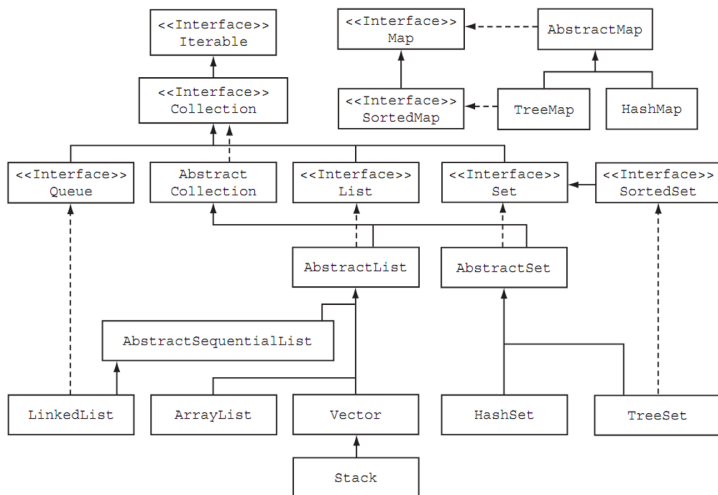 <<Interface>>
Iterable
<<Interface>>
Map
AbstractMap
<<Interface>>
Collection
<<Interface>>
SortedMap
TreeMap
HashMap
<<Interface>>
Queue
Abstract
Collection
<<Interface>>
List
<<Interface>>
Set
<<Interface>>
SortedSet
AbstractList
AbstractSet
AbstractSequentialList
LinkedList
ArrayList
Vector
HashSet
TreeSet
Stack